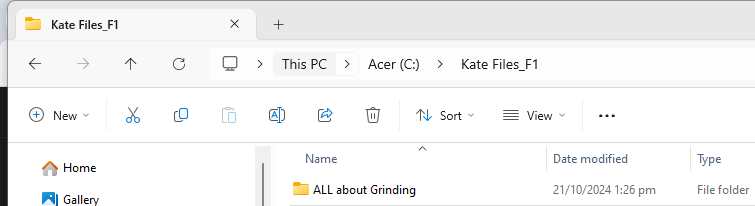 Kate Files_F1
This PC > Acer (C:) > Kate Files_F1
New Sort View
Home
Gallery
Name Date modified Type
ALL about Grinding 21/10/2024 1:26 pm File folder